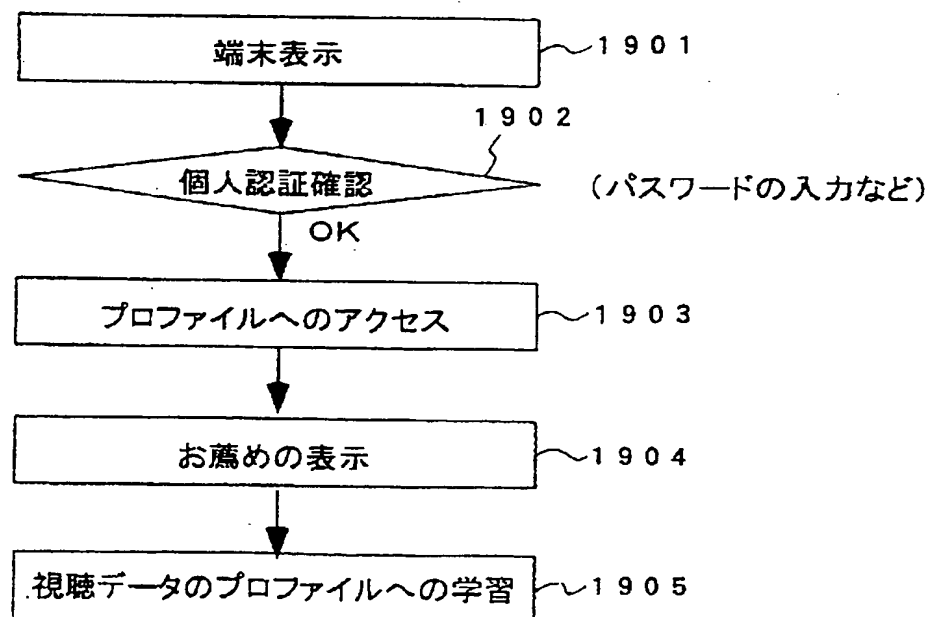 端末表示 1901
1902
個人認証確認 (パスワードの入力など)
OK
プロファイルへのアクセス 1903
お薦めの表示 1904
視聴データのプロファイルへの学習 1905